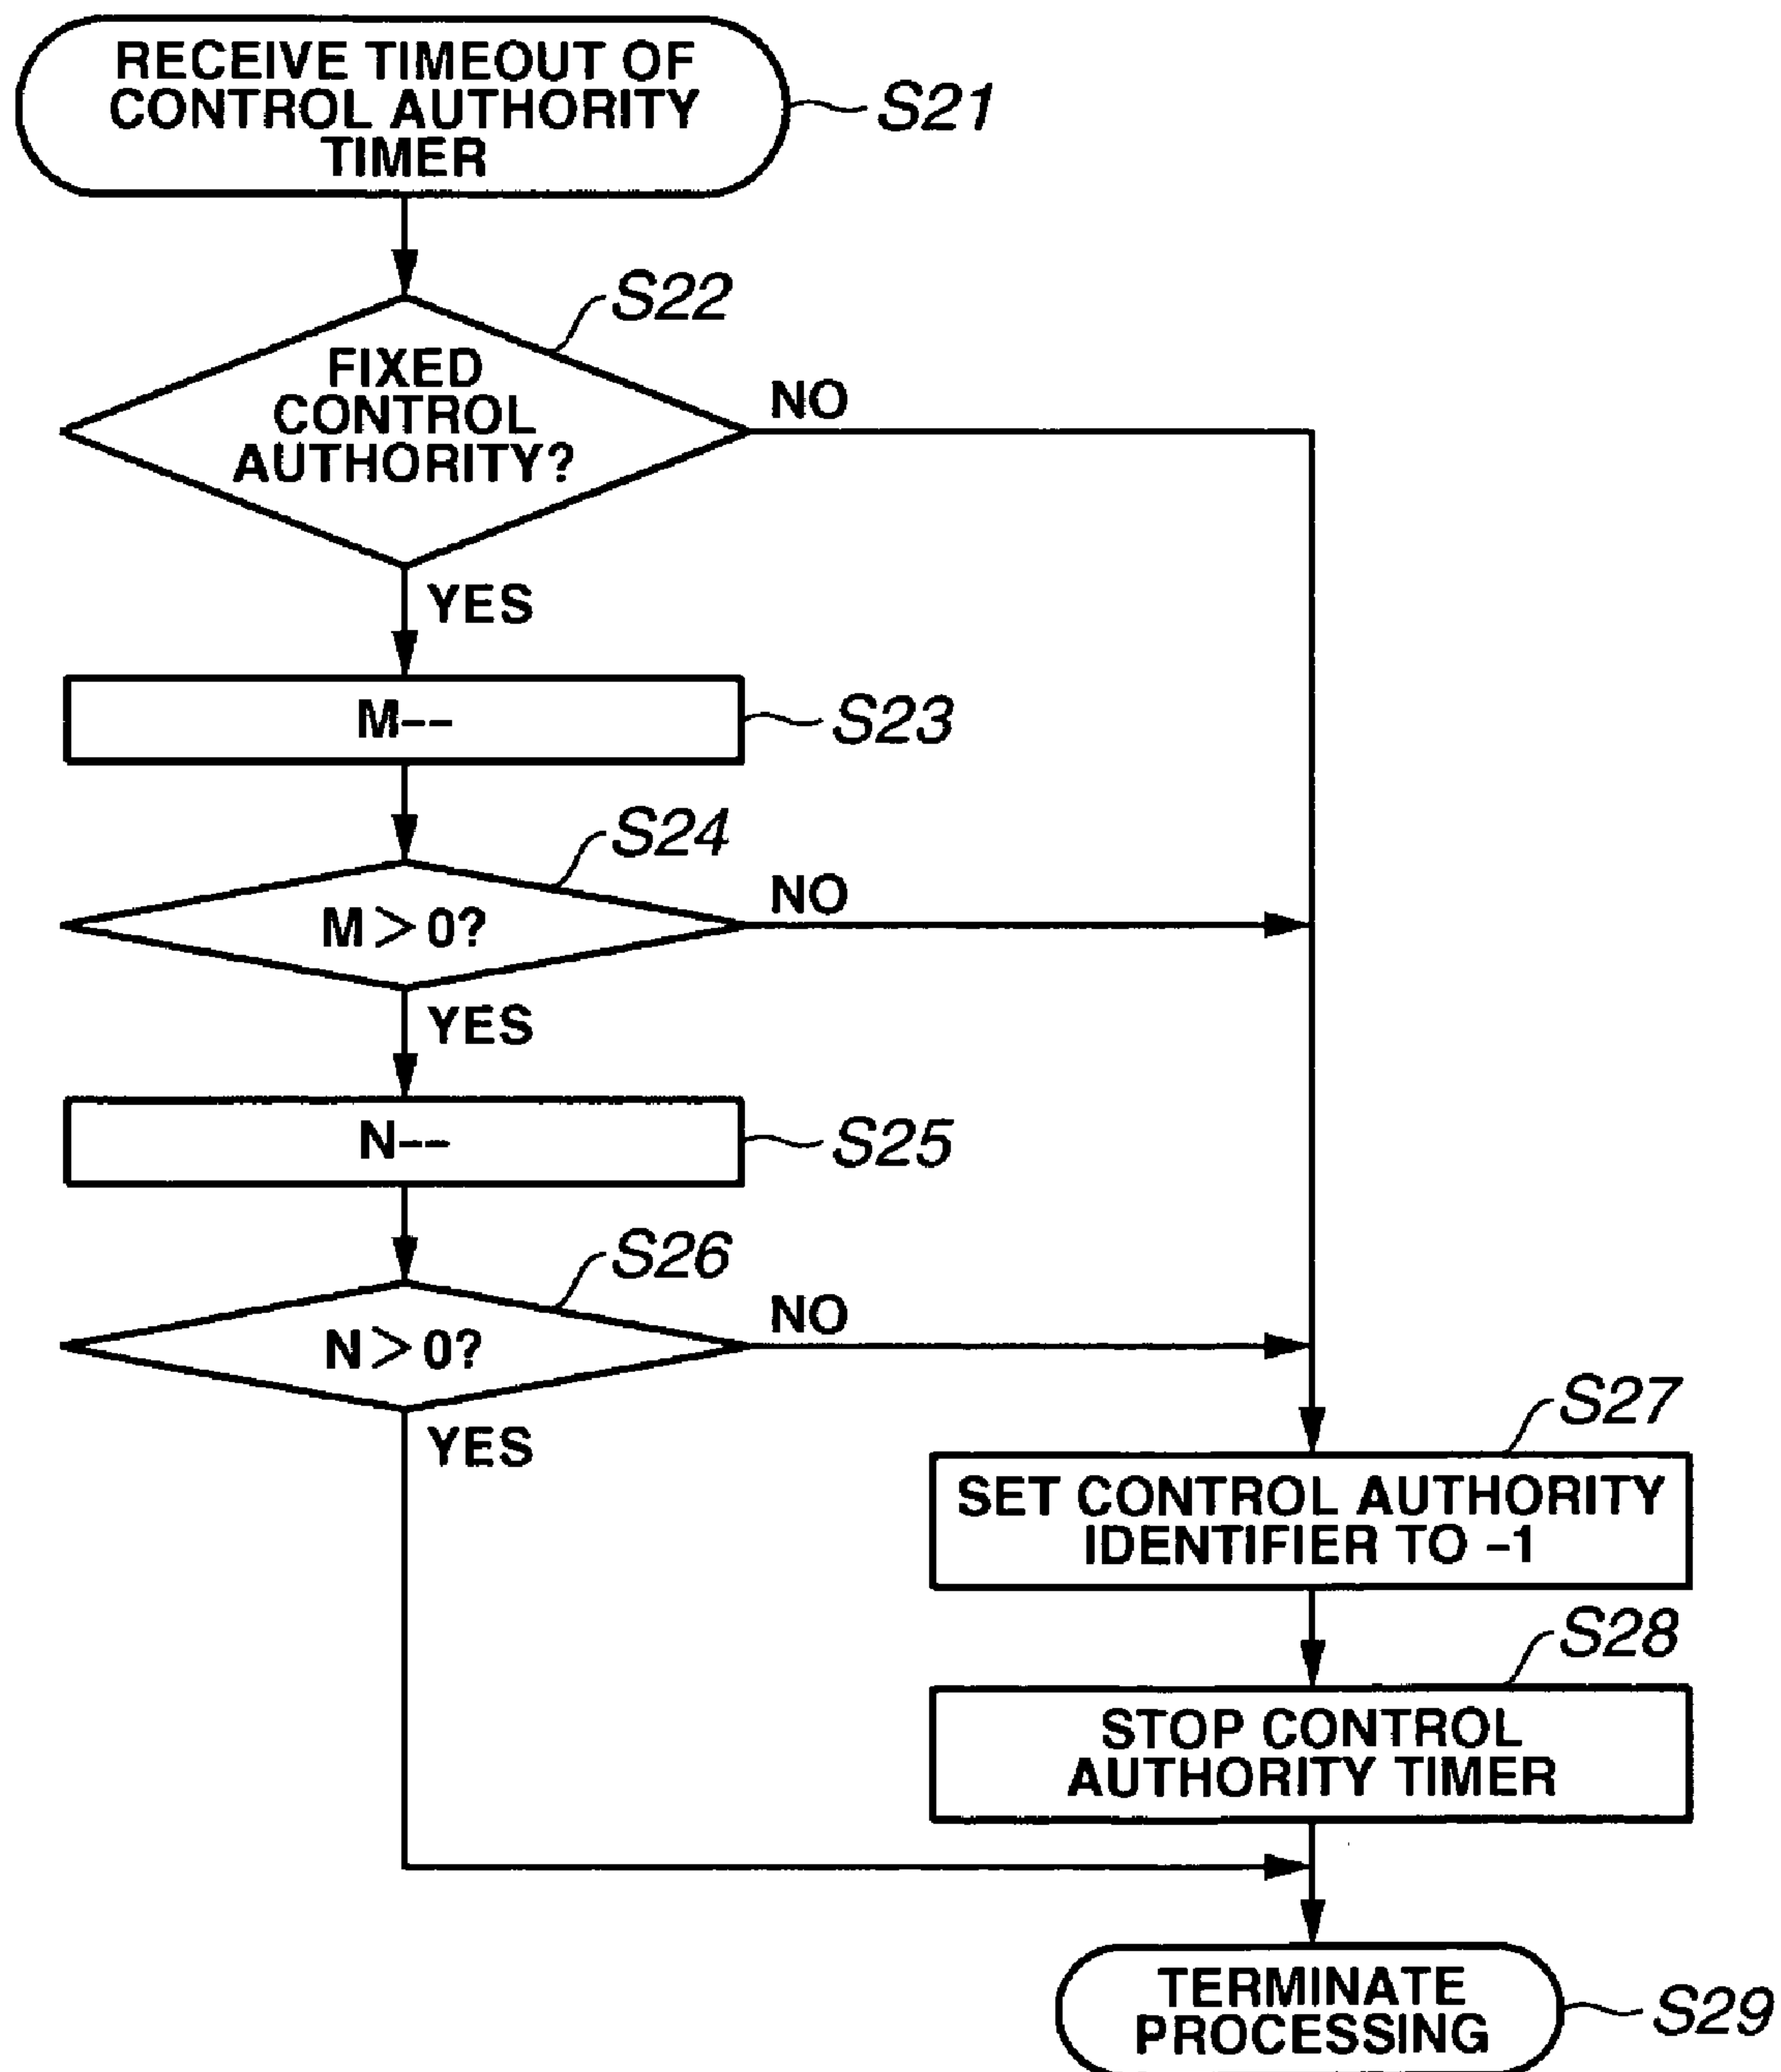 RECEIVE TIMEOUT OF
CONTROL AUTHORITY
TIMER
S21
S22
FIXED
CONTROL
AUTHORITY?
NO
YES
M--
S23
S24
M>0?
NO
YES
N--
S25
S26
N>0?
NO
YES
S27
SET CONTROL AUTHORITY
IDENTIFIER TO -1
S28
STOP CONTROL
AUTHORITY TIMER
TERMINATE
PROCESSING
S29